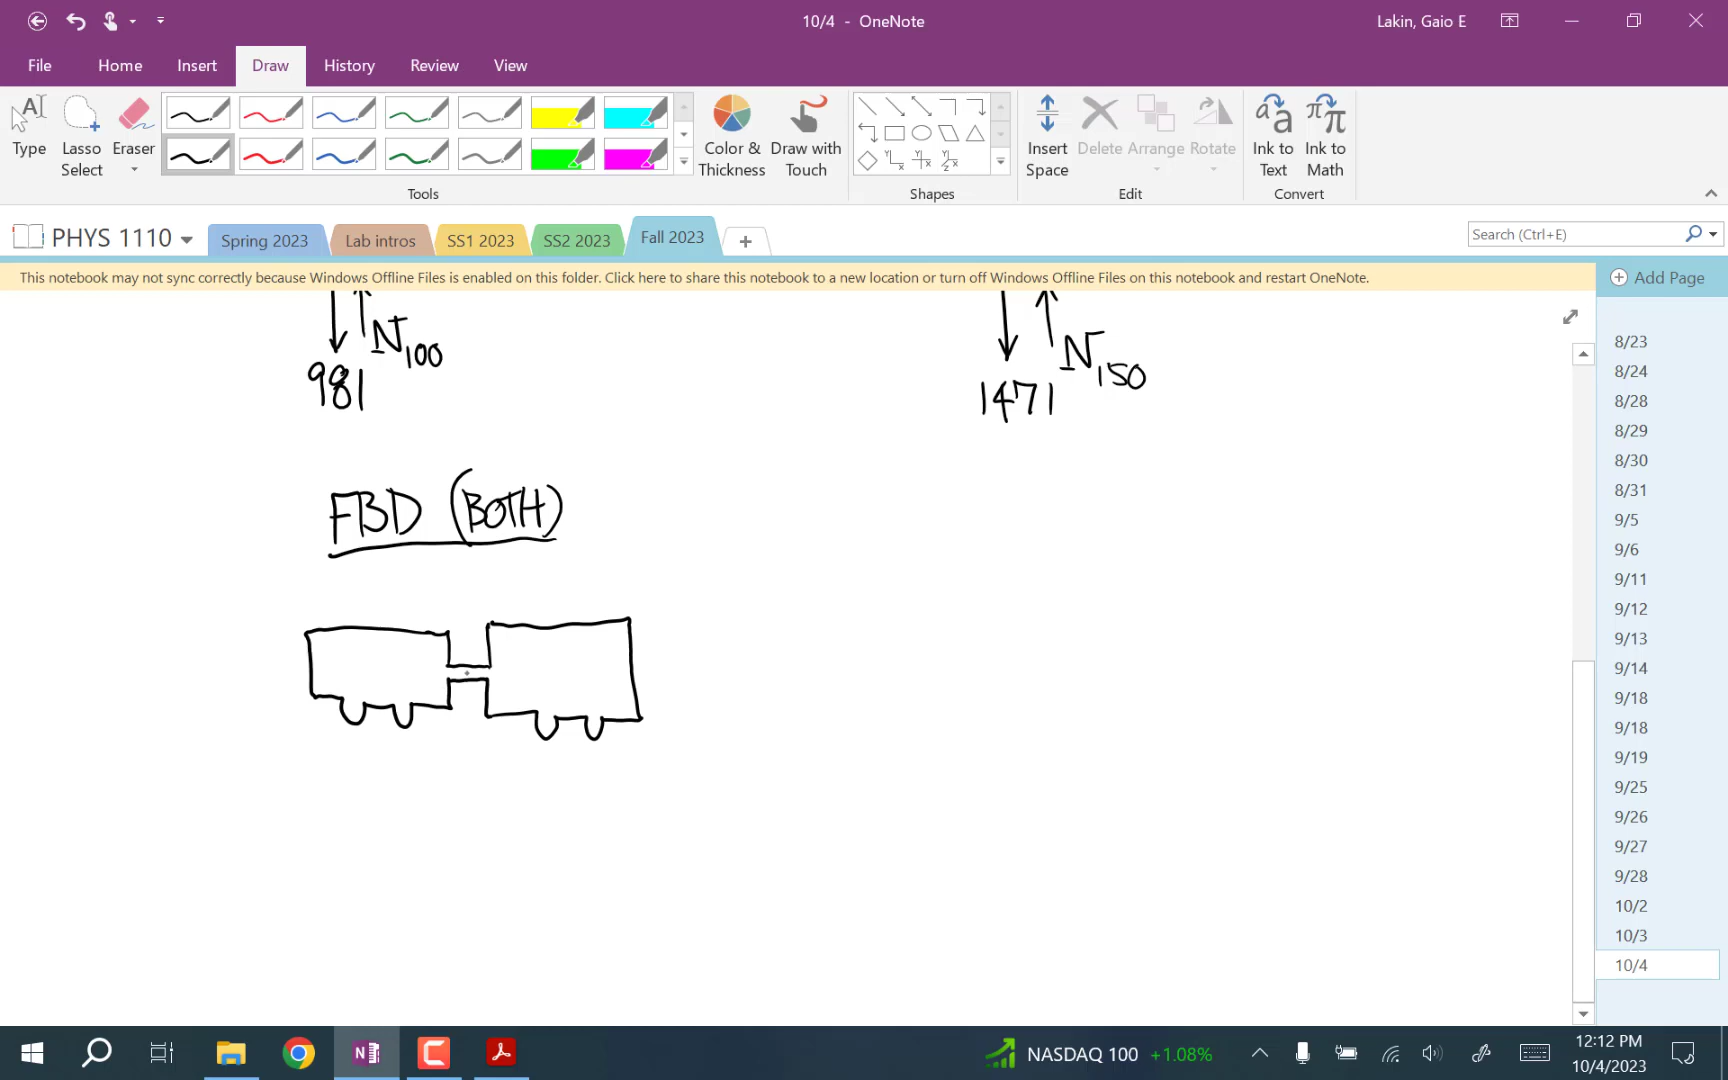 10/4 - OneNote
Lakin, Gaio E
File Home Insert Draw History Review View
Type
Lasso Select
Eraser
Color & Thickness
Draw with Touch
Insert Space
Delete
Arrange
Rotate
Ink to Text
Ink to Math
Tools
Shapes
Edit
Convert
PHYS 1110
Spring 2023
Lab intros
SS1 2023
SS2 2023
Fall 2023
Search (Ctrl+E)
This notebook may not sync correctly because Windows Offline Files is enabled on this folder. Click here to share this notebook to a new location or turn off Windows Offline Files on this notebook and restart OneNote.
Add Page
N100
981
N150
1471
FBD (BOTH)
8/23
8/24
8/28
8/29
8/30
8/31
9/5
9/6
9/11
9/12
9/13
9/14
9/18
9/18
9/19
9/25
9/26
9/27
9/28
10/2
10/3
10/4
NASDAQ 100 +1.08%
12:12 PM
10/4/2023